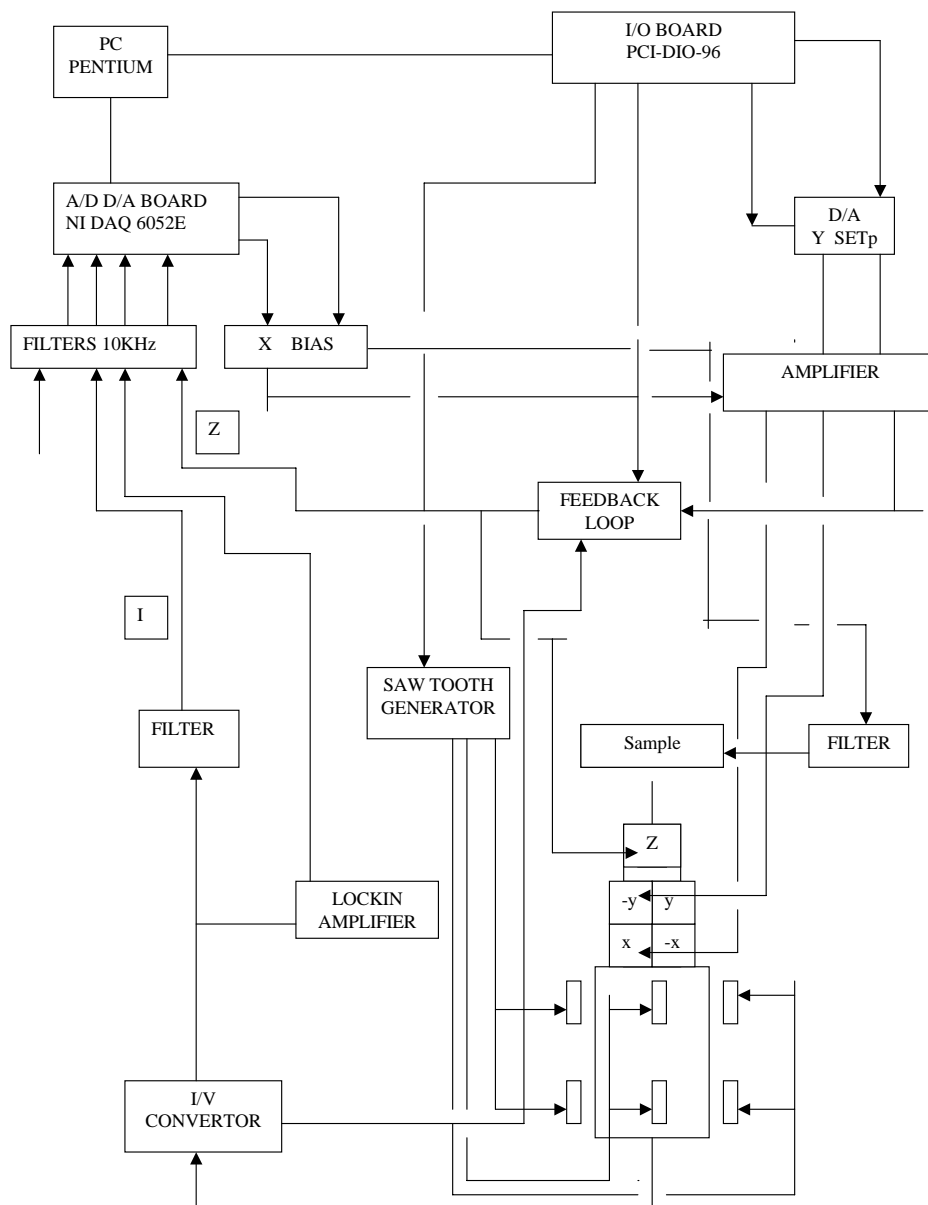 PC
PENTIUM
I/O BOARD
PCI-DIO-96
A/D D/A BOARD
NI DAQ 6052E
D/A
Y SETp
FILTERS 10KHz
X BIAS
AMPLIFIER
Z
FEEDBACK
LOOP
I
SAW TOOTH
GENERATOR
FILTER
Sample
FILTER
Z
LOCKIN
AMPLIFIER
-y y
x -x
I/V
CONVERTOR